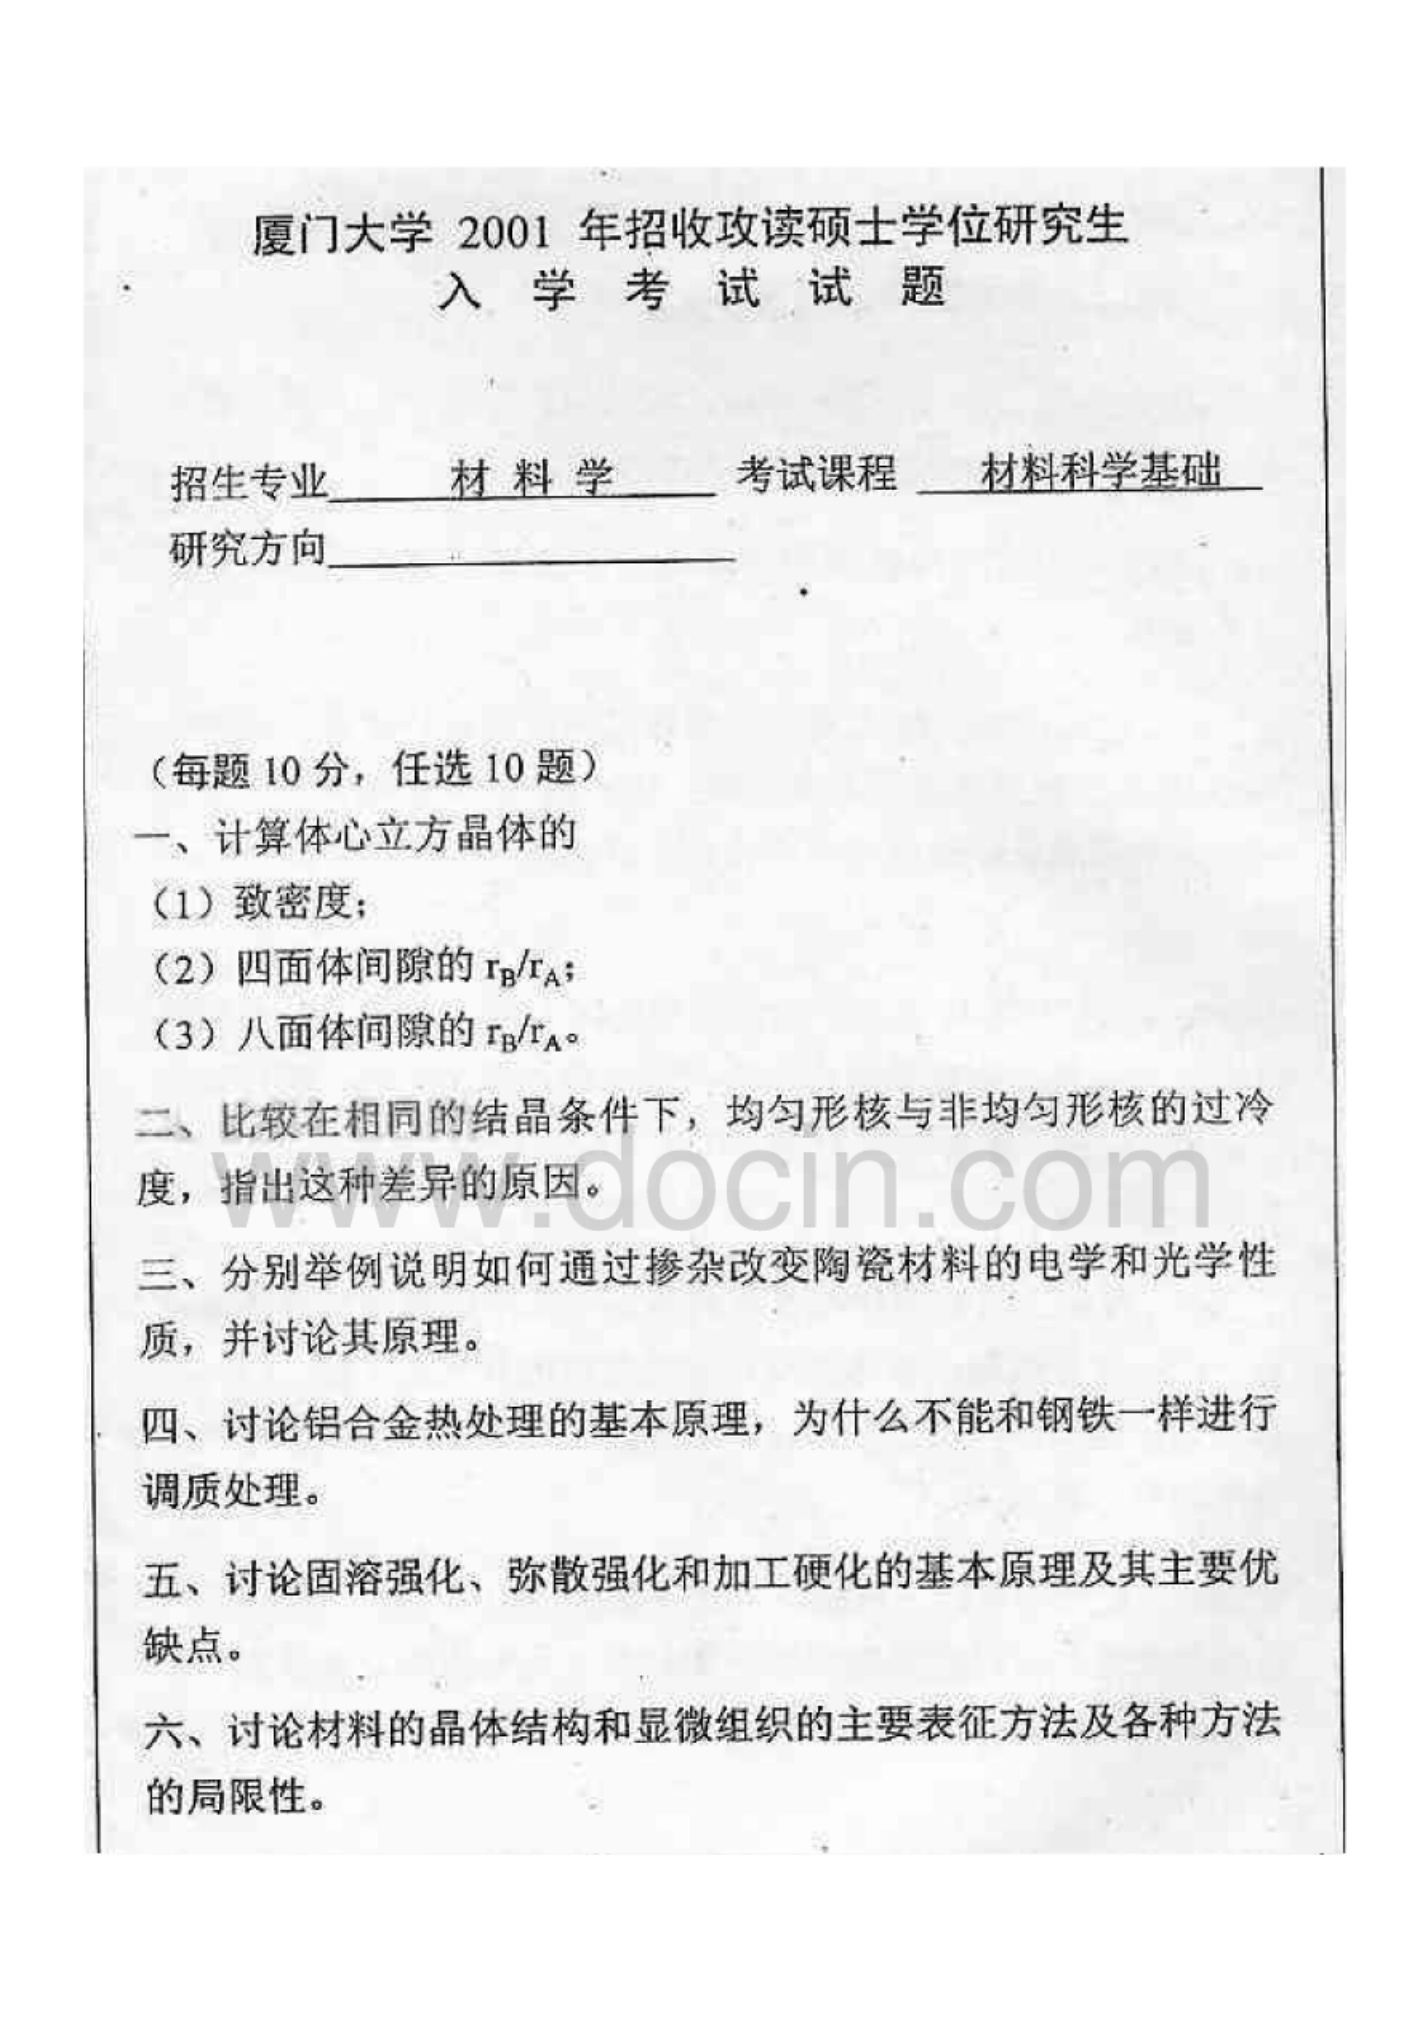 厦门大学 2001 年招收攻读硕士学位研究生
入 学 考 试 试 题
招生专业 材 料 学 考试课程 材料科学基础
研究方向
（每题 10 分，任选 10 题）
一、计算体心立方晶体的
（1）致密度；
（2）四面体间隙的 rB/rA；
（3）八面体间隙的 rB/rA。
二、比较在相同的结晶条件下，均匀形核与非均匀形核的过冷
度，指出这种差异的原因。
www.docin.com
三、分别举例说明如何通过掺杂改变陶瓷材料的电学和光学性
质，并讨论其原理。
四、讨论铝合金热处理的基本原理，为什么不能和钢铁一样进行
调质处理。
五、讨论固溶强化、弥散强化和加工硬化的基本原理及其主要优
缺点。
六、讨论材料的晶体结构和显微组织的主要表征方法及各种方法
的局限性。